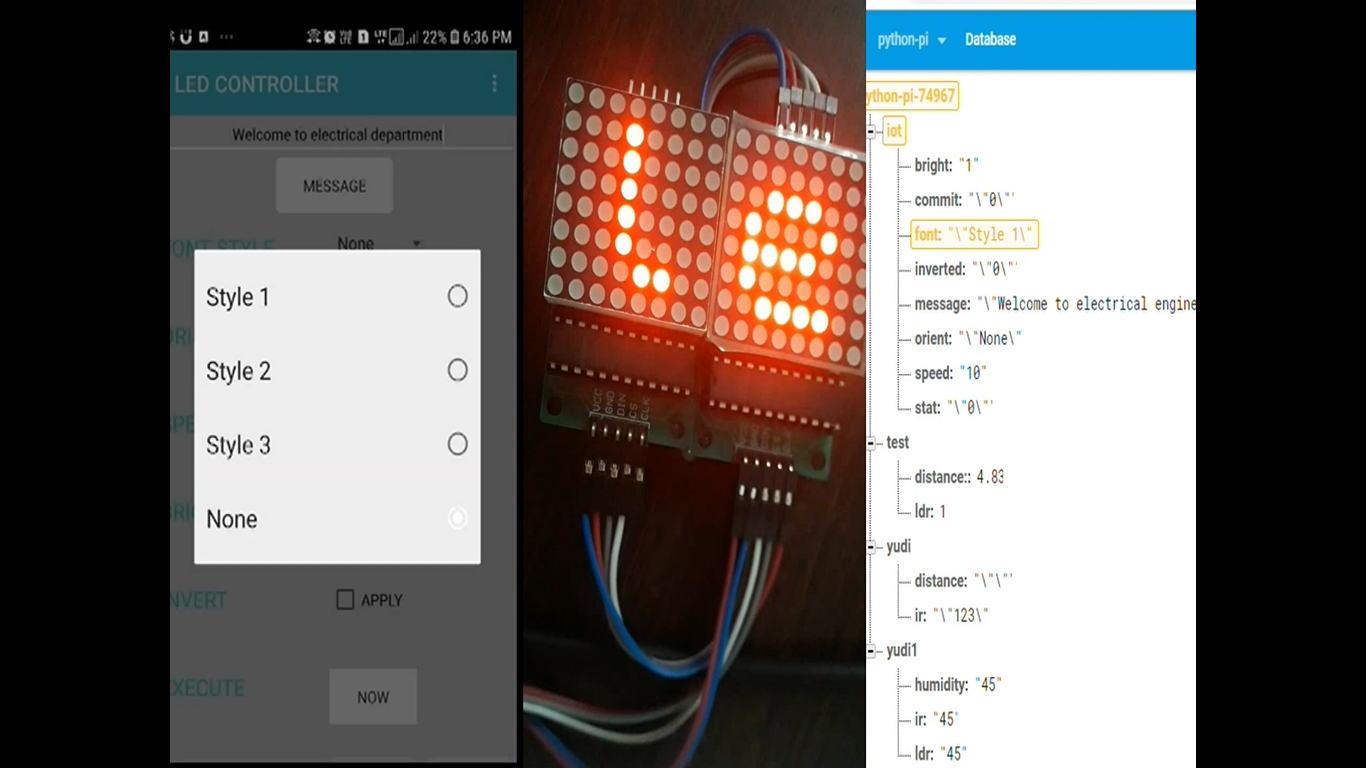 22% 6:36 PM
LED CONTROLLER
Welcome to electrical department
MESSAGE
FONT STYLE
None
Style 1
Style 2
Style 3
None
NVERT
APPLY
EXECUTE
NOW
L
e
VCC
GND
DIN
CS
CLK
python-pi
Database
ython-pi-74967
iot
bright: "1"
commit: "\"0\"'
font: "\"Style 1\"
inverted: "\"0\"'
message: "\"Welcome to electrical engine
orient: "\"None\"
speed: "10"
stat: "\"0\"'
test
distance:: 4.83
ldr: 1
yudi
distance: "\"\"'
ir: "\"123\"
yudi1
humidity: "45"
ir: "45"
ldr: "45"